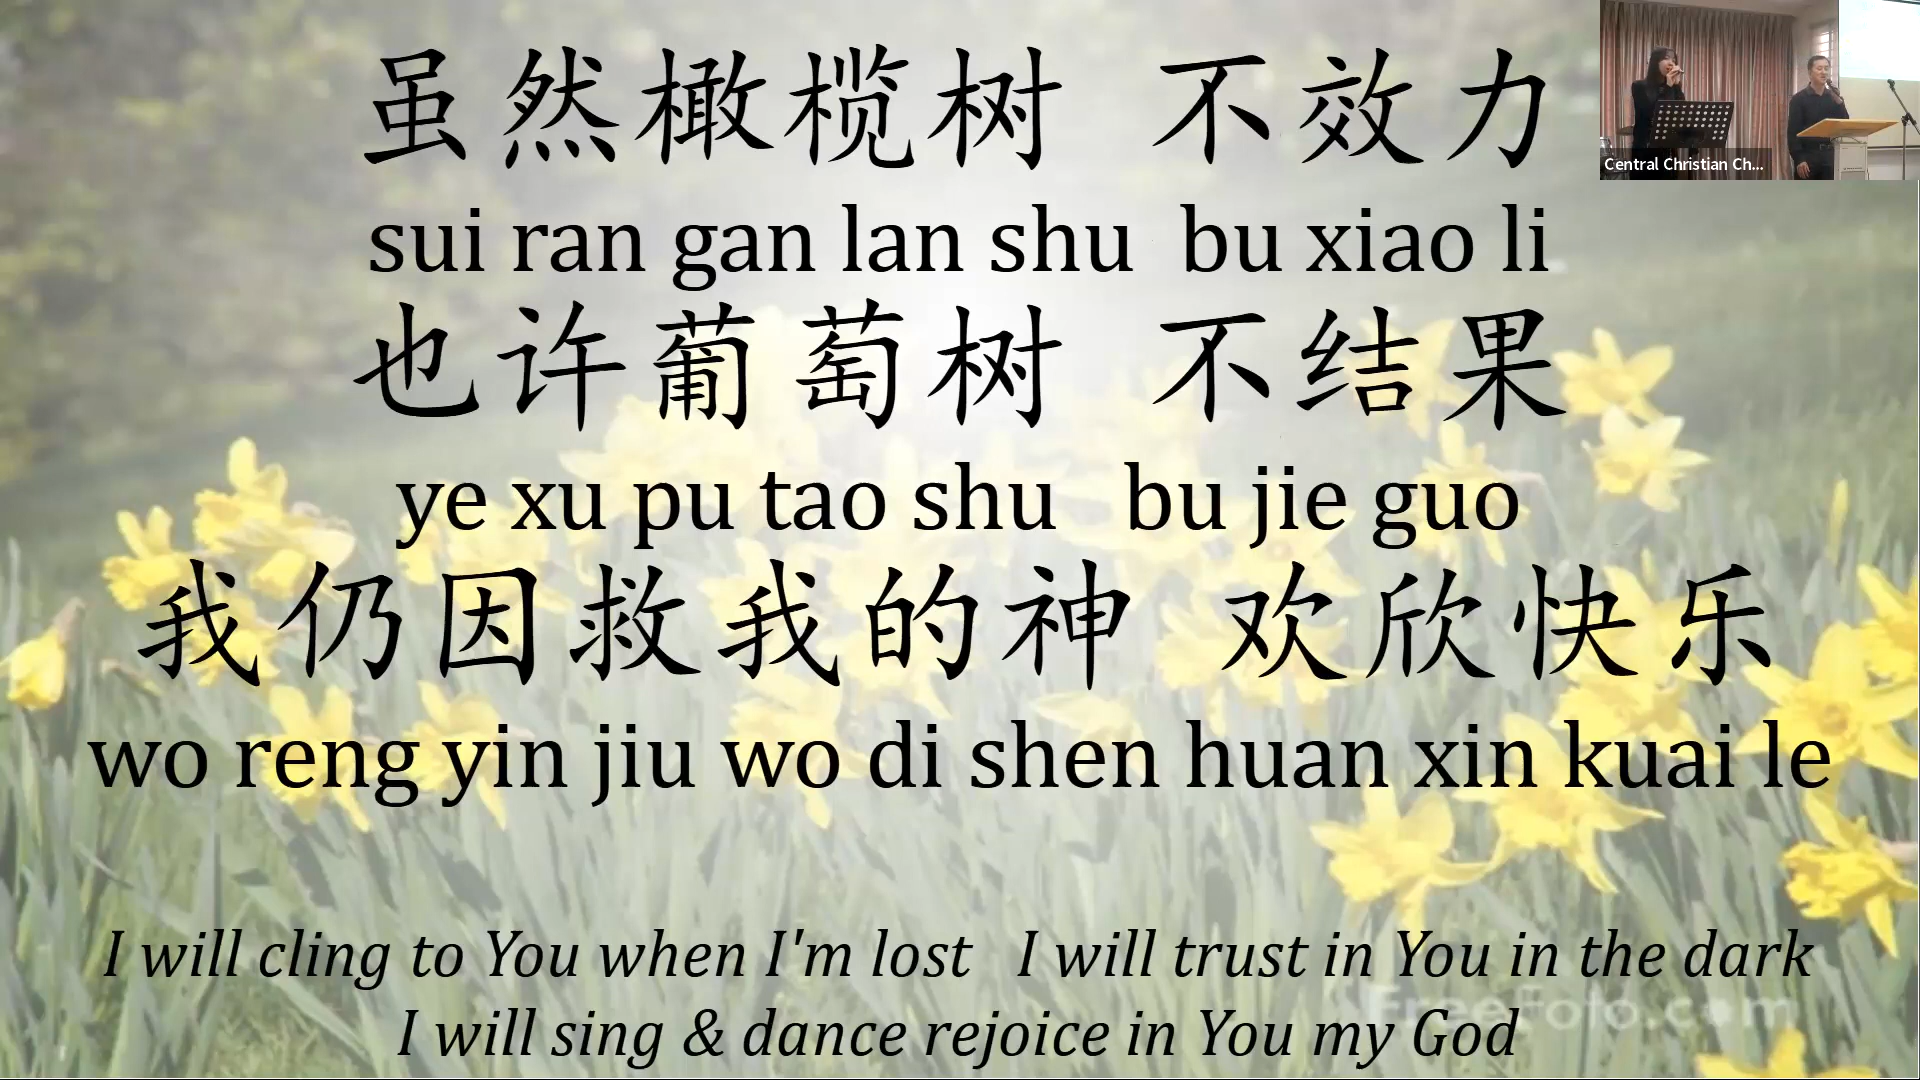 虽然橄榄树 不效力
sui ran gan lan shu bu xiao li
也许葡萄树 不结果
ye xu pu tao shu bu jie guo
我仍因救我的神 欢欣快乐
wo reng yin jiu wo di shen huan xin kuai le
I will cling to You when I'm lost I will trust in You in the dark
I will sing & dance rejoice in You my God
Central Christian Ch...
FreeFoto.com